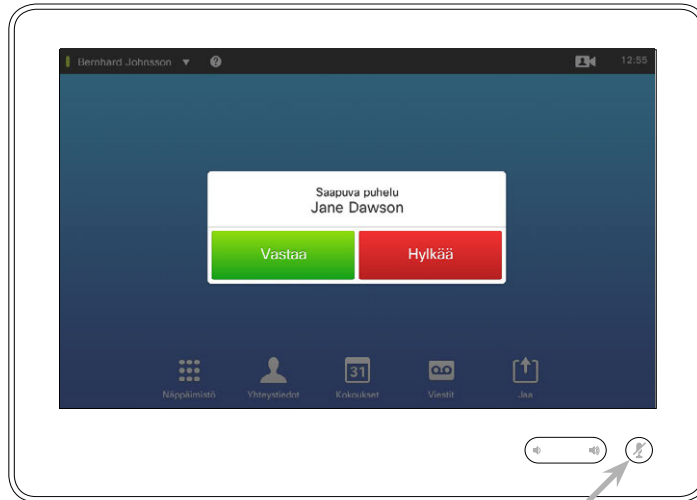 Bernhard Johnsson
12:55
Saapuva puhelu
Jane Dawson
Vastaa Hylkää
31
Näppäimistö Yhteystiedot Kokoukset Viestit Jaa